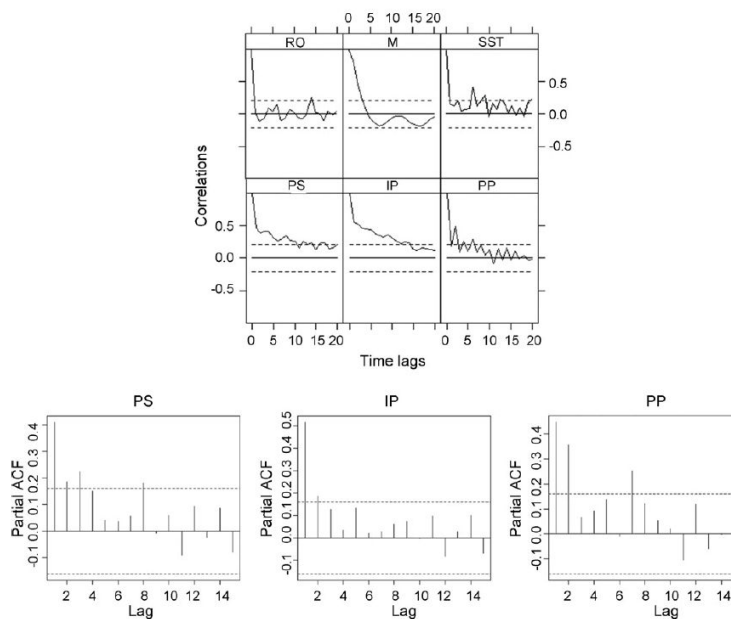 0 5 10 15 20
RO M SST
0.5
0.0
-0.5
Correlations
PS IP PP
0.5
0.0
-0.5
0 5 10 15 20 0 5 10 15 20
Time lags
PS
Partial ACF
0.4
0.3
0.2
0.1
0.0
-0.1
2 4 6 8 10 12 14
Lag
IP
Partial ACF
0.5
0.4
0.3
0.2
0.1
0.0
-0.1
2 4 6 8 10 12 14
Lag
PP
Partial ACF
0.4
0.3
0.2
0.1
0.0
-0.1
2 4 6 8 10 12 14
Lag